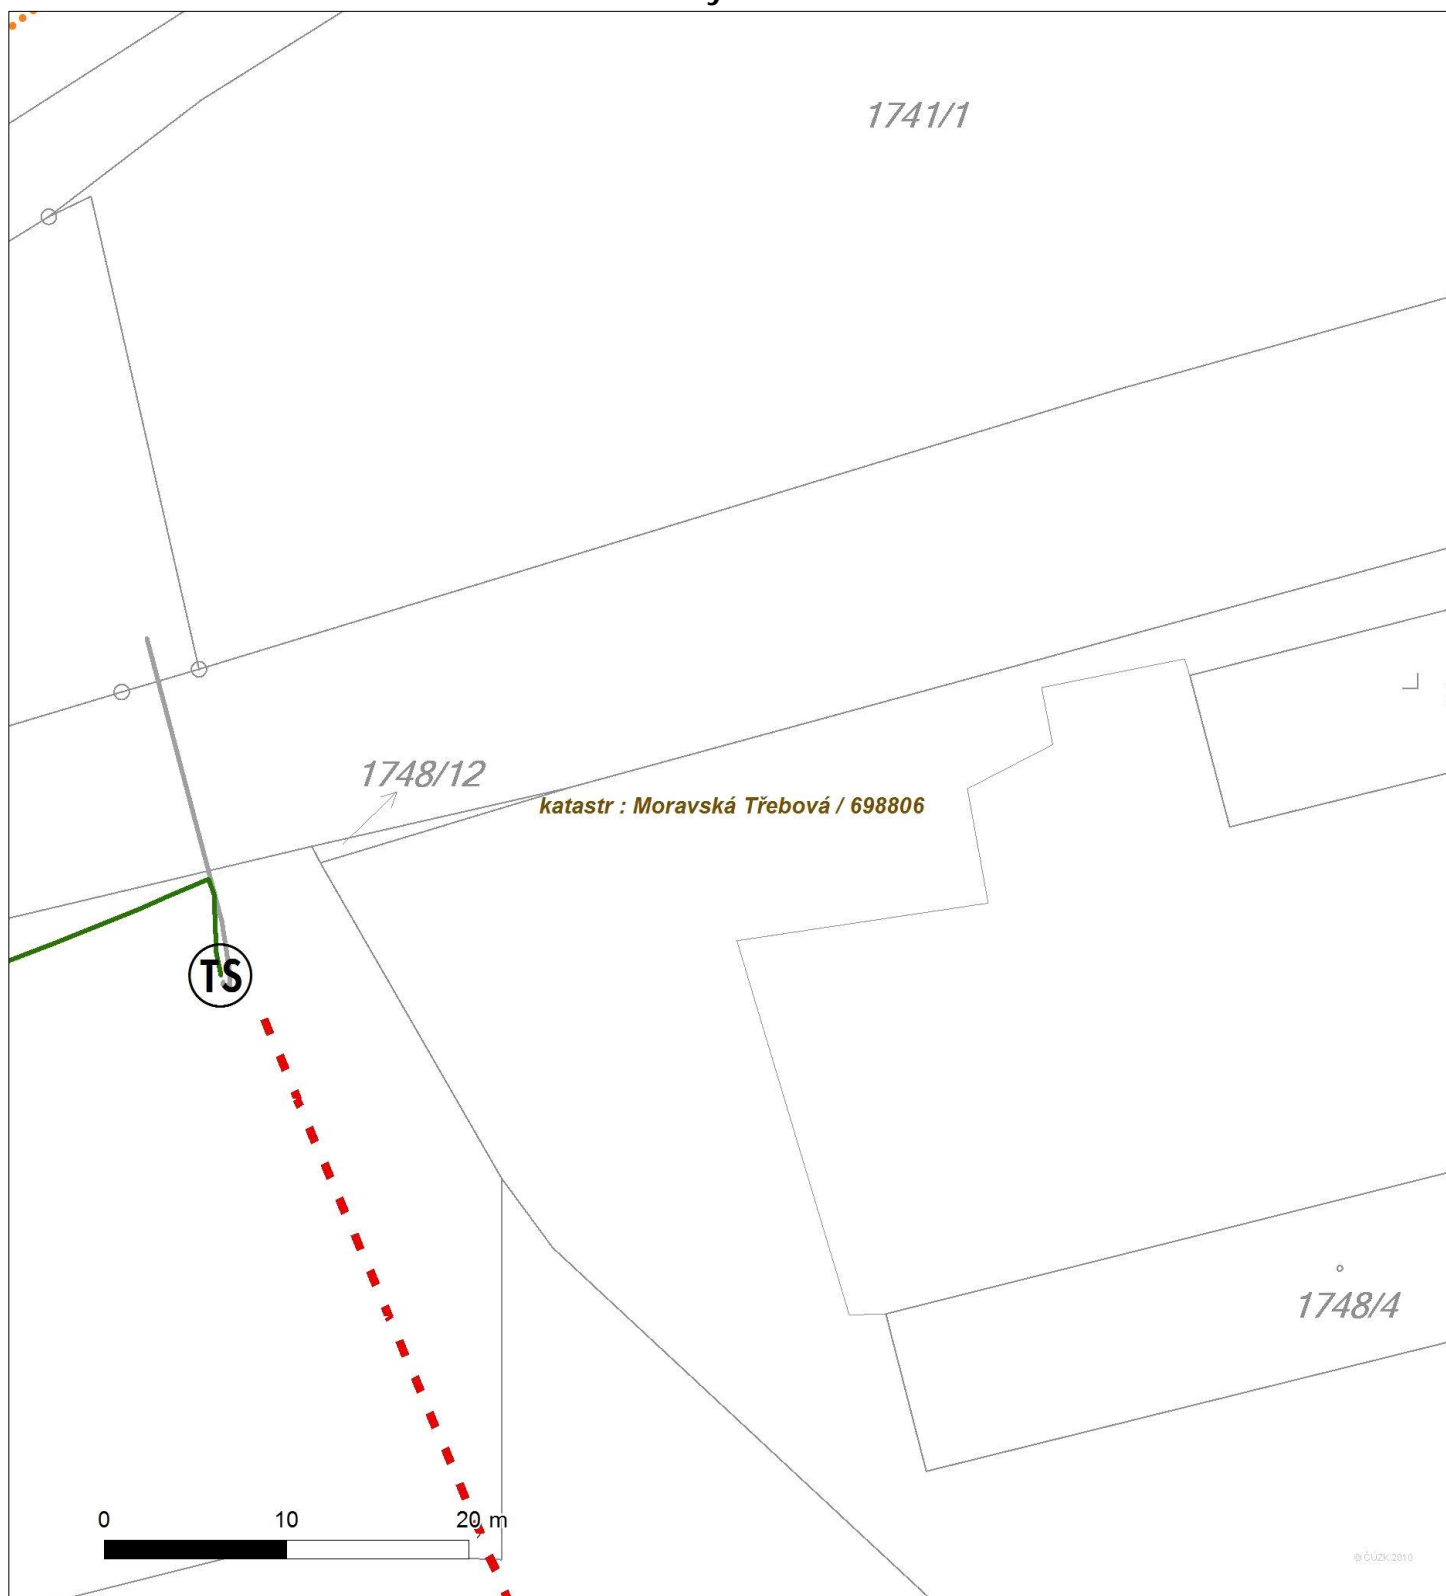 1741/1
1748/12
katastr : Moravská Třebová / 698806
TS
1748/4
0 10 20 m
© ČÚZK 2010